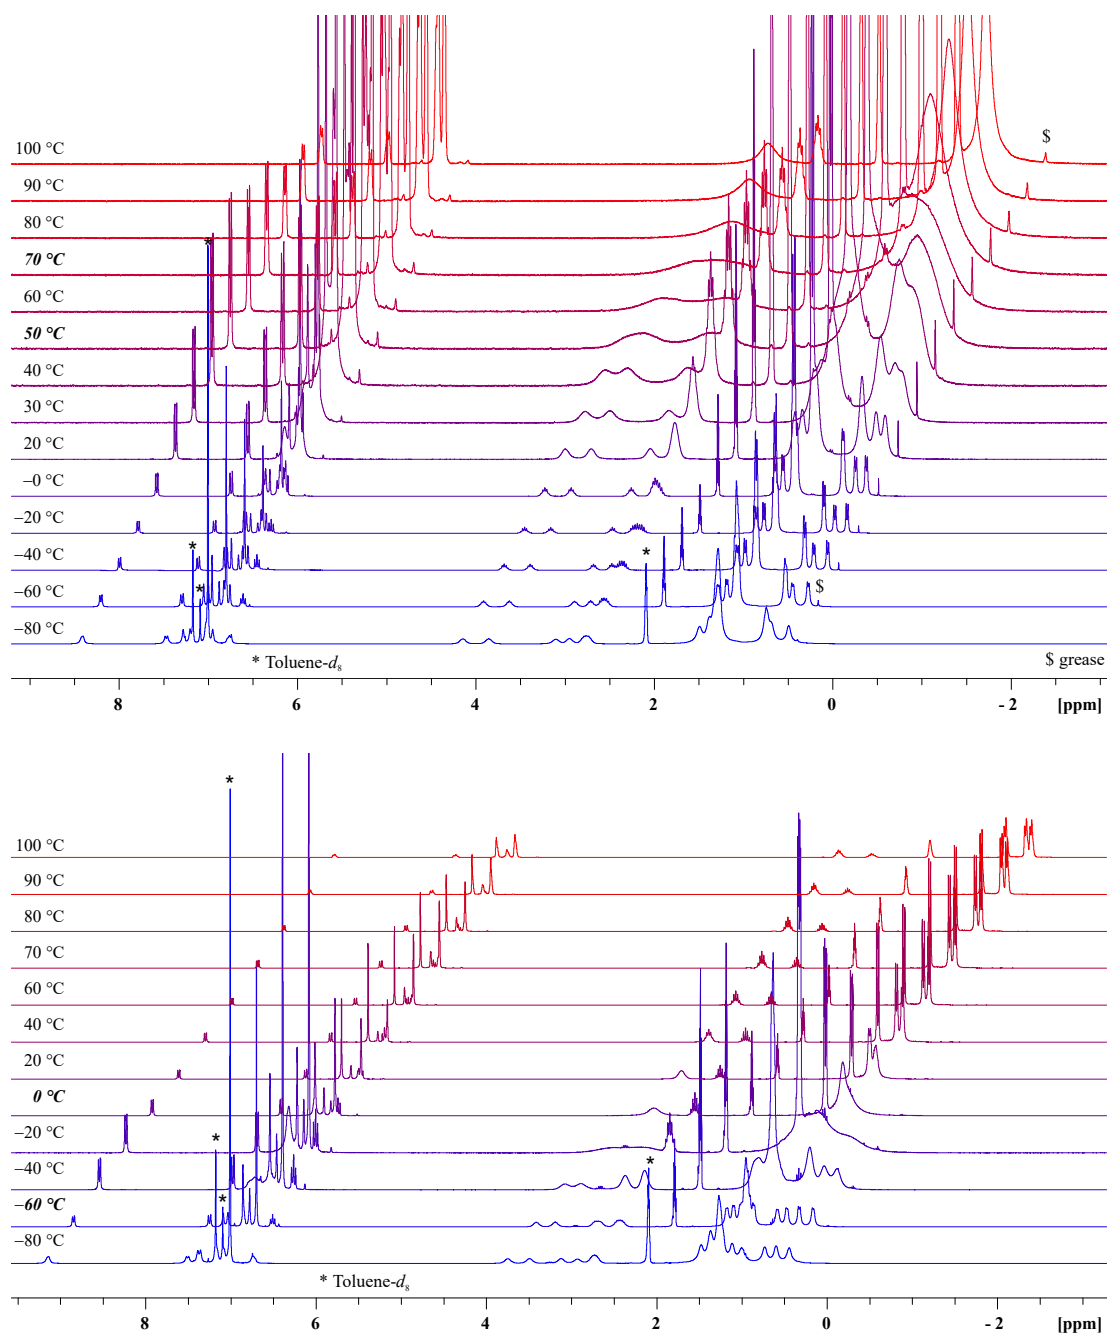 $
100 °C
90 °C
80 °C
*
70 °C
60 °C
50 °C
40 °C
30 °C
20 °C
–0 °C
–20 °C
* *
–40 °C
* $
–60 °C
–80 °C
* Toluene-d8 $ grease
8 6 4 2 0 - 2 [ppm]
*
100 °C
90 °C
80 °C
70 °C
60 °C
40 °C
20 °C
0 °C
–20 °C
* *
–40 °C
*
–60 °C
–80 °C
* Toluene-d8
8 6 4 2 0 - 2 [ppm]